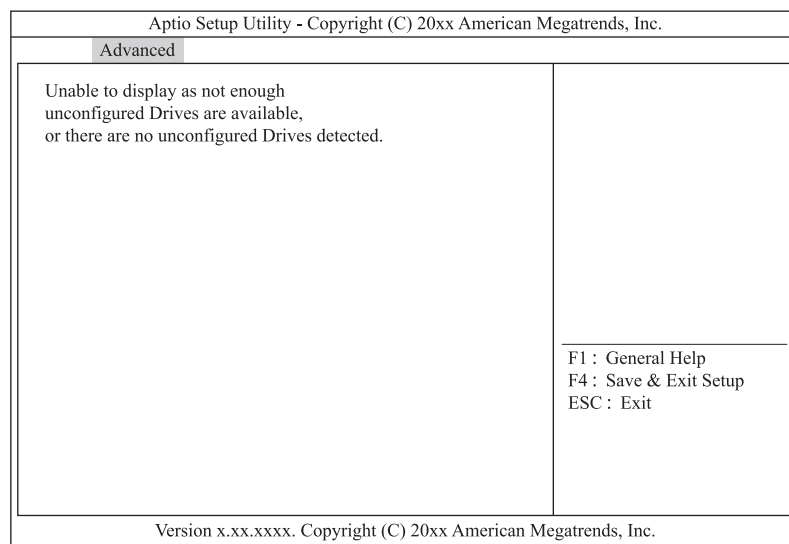 Aptio Setup Utility - Copyright (C) 20xx American Megatrends, Inc.
Advanced
Unable to display as not enough
unconfigured Drives are available,
or there are no unconfigured Drives detected.
F1 : General Help
F4 : Save & Exit Setup
ESC : Exit
Version x.xx.xxxx. Copyright (C) 20xx American Megatrends, Inc.